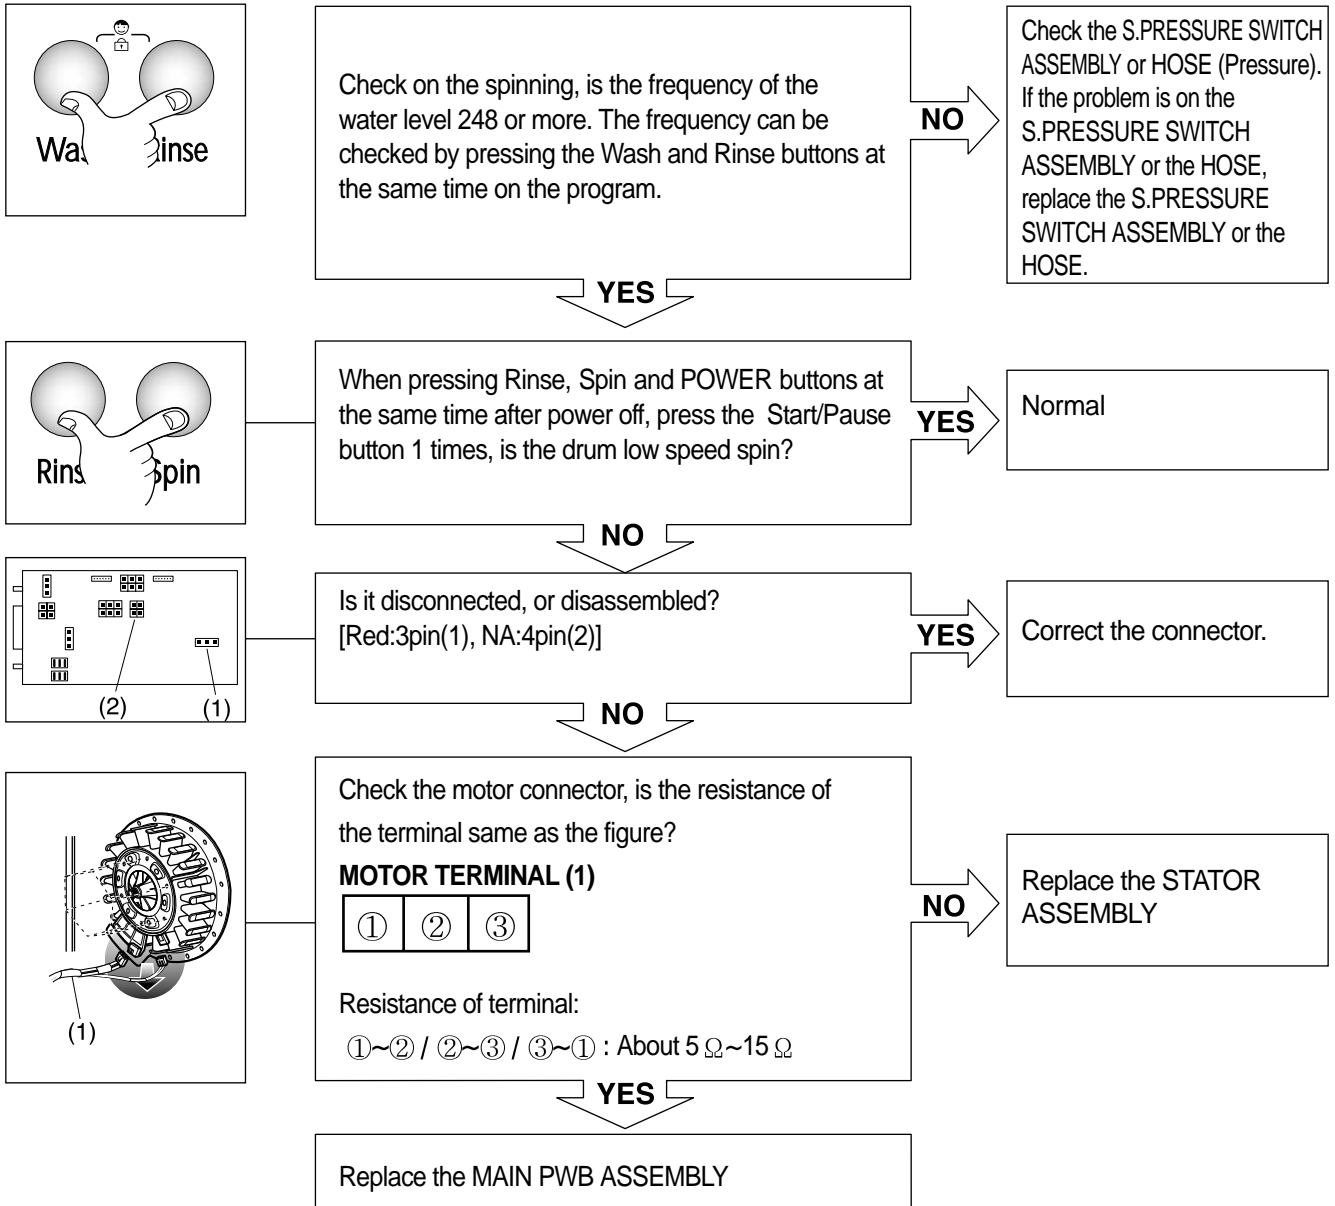 Wa inse
Check on the spinning, is the frequency of the
water level 248 or more. The frequency can be
checked by pressing the Wash and Rinse buttons at
the same time on the program.
NO
Check the S.PRESSURE SWITCH
ASSEMBLY or HOSE (Pressure).
If the problem is on the
S.PRESSURE SWITCH
ASSEMBLY or the HOSE,
replace the S.PRESSURE
SWITCH ASSEMBLY or the
HOSE.
YES
Rins pin
When pressing Rinse, Spin and POWER buttons at
the same time after power off, press the Start/Pause
button 1 times, is the drum low speed spin?
YES
Normal
NO
(2) (1)
Is it disconnected, or disassembled?
[Red:3pin(1), NA:4pin(2)]
YES
Correct the connector.
NO
(1)
Check the motor connector, is the resistance of
the terminal same as the figure?
MOTOR TERMINAL (1)
① ② ③
Resistance of terminal:
①~② / ②~③ / ③~① : About 5 Ω~15 Ω
NO
Replace the STATOR
ASSEMBLY
YES
Replace the MAIN PWB ASSEMBLY